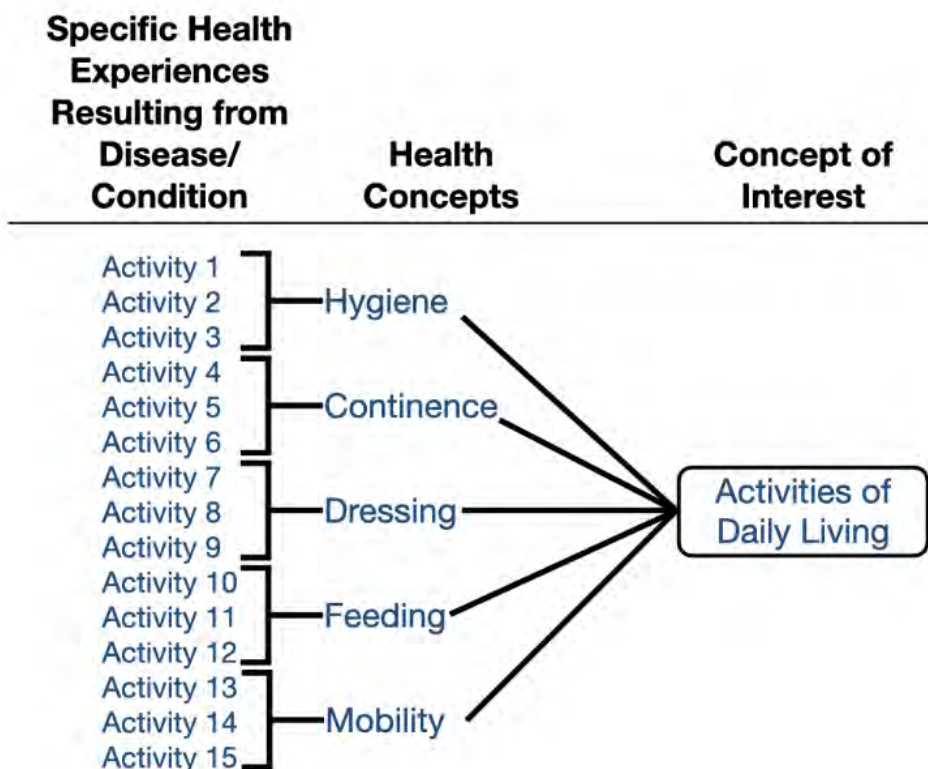 Specific Health
Experiences
Resulting from
Disease/
Condition
Health
Concepts
Concept of
Interest
Activity 1
Activity 2
Activity 3
Activity 4
Activity 5
Activity 6
Activity 7
Activity 8
Activity 9
Activity 10
Activity 11
Activity 12
Activity 13
Activity 14
Activity 15
Hygiene
Continence
Dressing
Feeding
Mobility
Activities of
Daily Living